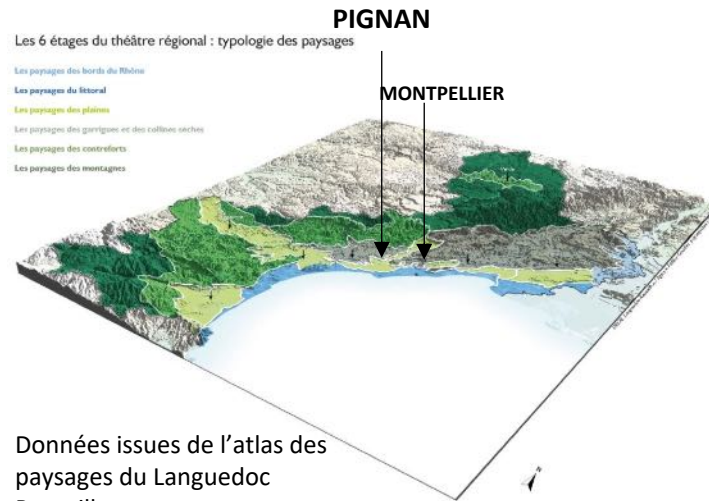 PIGNAN
Les 6 étages du théâtre régional : typologie des paysages
Les paysages des bords du Rhône
Les paysages du littoral
Les paysages des plaines
Les paysages des garrigues et des collines sèches
Les paysages des contreforts
Les paysages des montagnes
MONTPELLIER
Données issues de l’atlas des
paysages du Languedoc